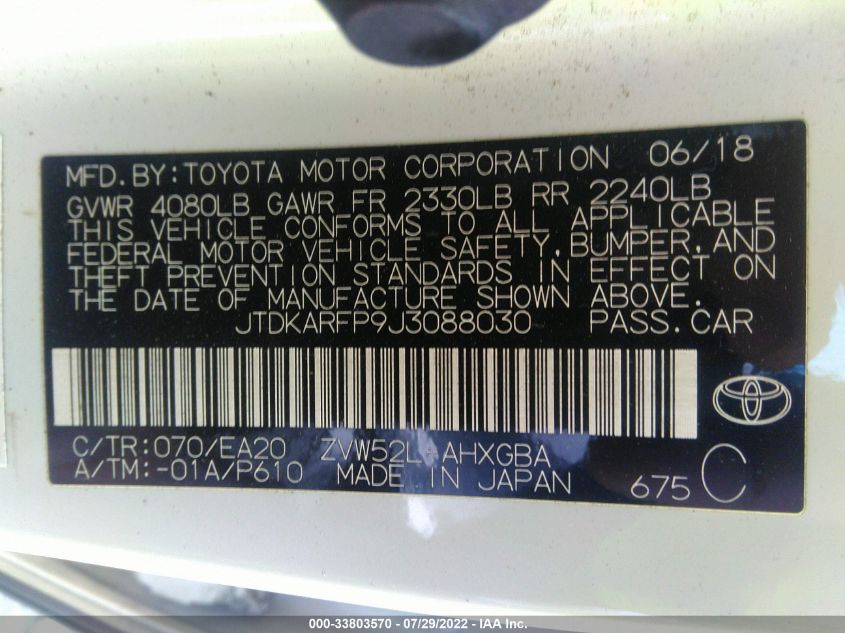 MFD.BY:TOYOTA MOTOR CORPORATION 06/18
GVWR 4080LB GAWR FR 2330LB RR 2240LB
THIS VEHICLE CONFORMS TO ALL APPLICABLE
FEDERAL MOTOR VEHICLE SAFETY,BUMPER,AND
THEFT PREVENTION STANDARDS IN EFFECT ON
THE DATE OF MANUFACTURE SHOWN ABOVE.
JTDKARFP9J3088030 PASS.CAR
C/TR:070/EA20 ZVW52L-AHXGBA
A/TM:-01A/P610 MADE IN JAPAN 675 C
000-33803570 - 07/29/2022 - IAA Inc.